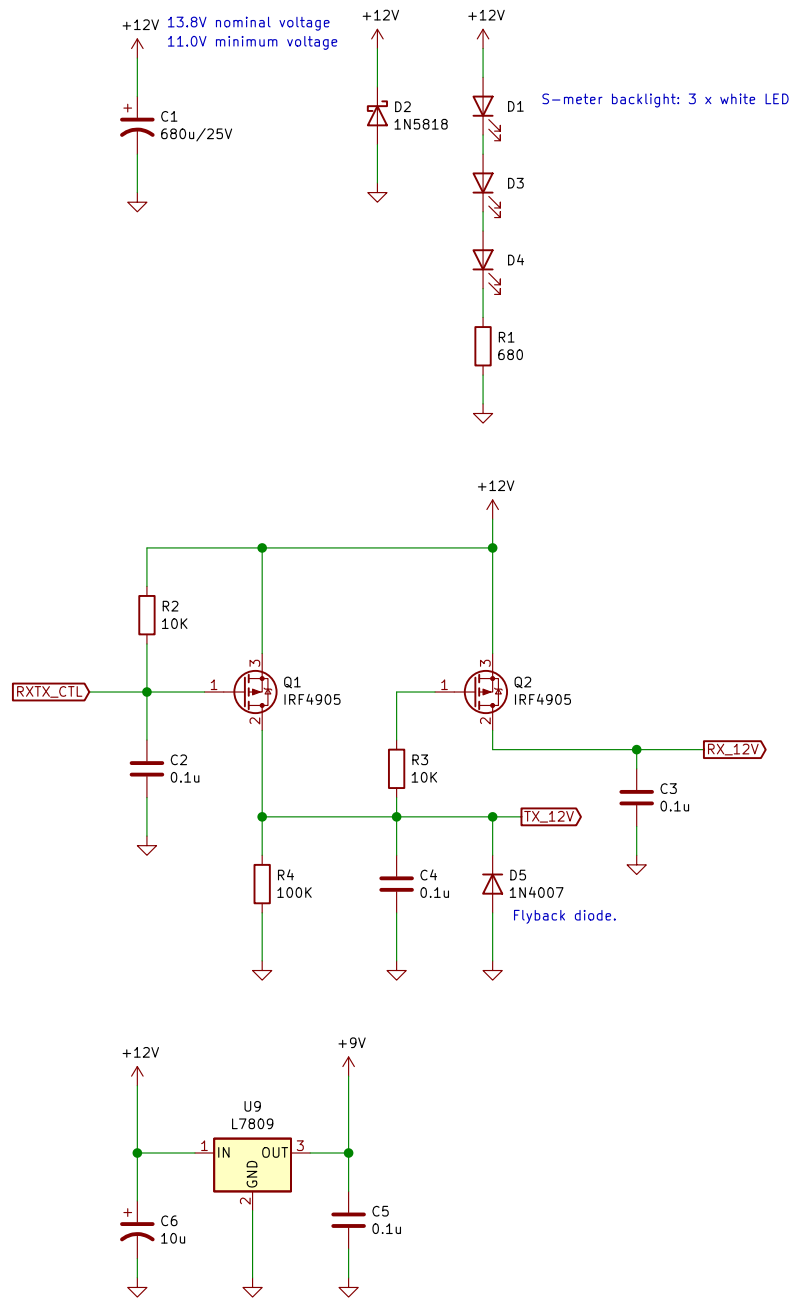 +12V
13.8V nominal voltage
11.0V minimum voltage
C1
680u/25V
+12V
D2
1N5818
+12V
D1
S-meter backlight: 3 x white LED
D3
D4
R1
680
+12V
R2
10K
RXTX_CTL
1
3
2
Q1
IRF4905
1
3
2
Q2
IRF4905
C2
0.1u
R3
10K
RX_12V
C3
0.1u
TX_12V
R4
100K
C4
0.1u
D5
1N4007
Flyback diode.
+12V
+9V
U9
L7809
1
IN
OUT
3
GND
2
C6
10u
C5
0.1u